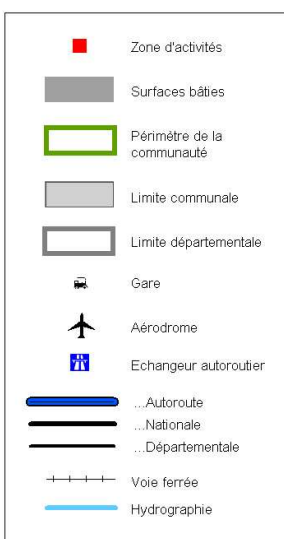 Zone d'activités
Surfaces bâties
Périmètre de la
communauté
Limite communale
Limite départementale
Gare
Aérodrome
Echangeur autoroutier
...Autoroute
...Nationale
...Départementale
Voie ferrée
Hydrographie